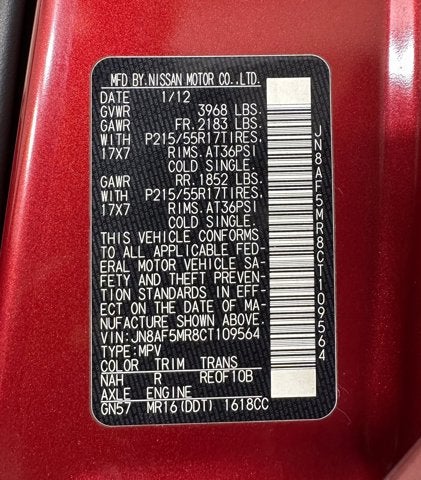 MFD BY.NISSAN MOTOR CO.,LTD.
DATE 1/12
GVWR 3968 LBS.
GAWR FR.2183 LBS.
WITH P215/55R17TIRES.
17X7 RIMS.AT36PSI
COLD SINGLE.
GAWR RR.1852 LBS.
WITH P215/55R17TIRES.
17X7 RIMS.AT36PSI
COLD SINGLE.
THIS VEHICLE CONFORMS
TO ALL APPLICABLE FED-
ERAL MOTOR VEHICLE SA-
FETY AND THEFT PREVEN-
TION STANDARDS IN EFF-
ECT ON THE DATE OF MA-
NUFACTURE SHOWN ABOVE.
VIN:JN8AF5MR8CT109564
TYPE:MPV
COLOR TRIM TRANS
NAH R RE0F10B
AXLE ENGINE
GN57 MR16(DDT) 1618CC
JN8AF5MR8CT109564